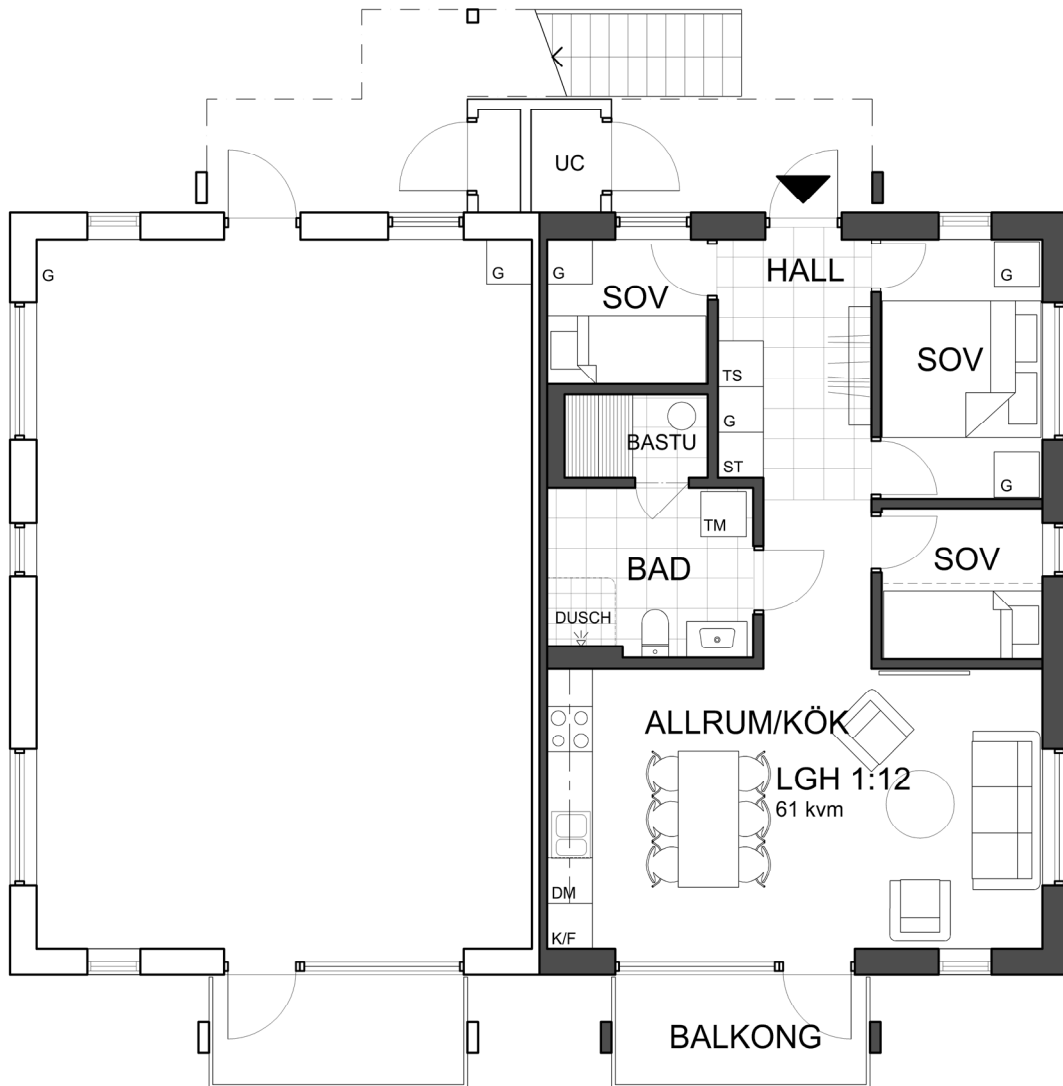 UC
HALL
G
G
G
G
SOV
SOV
TS
G
BASTU
ST
G
TM
SOV
BAD
DUSCH
ALLRUM/KÖK
LGH 1:12
61 kvm
DM
K/F
BALKONG